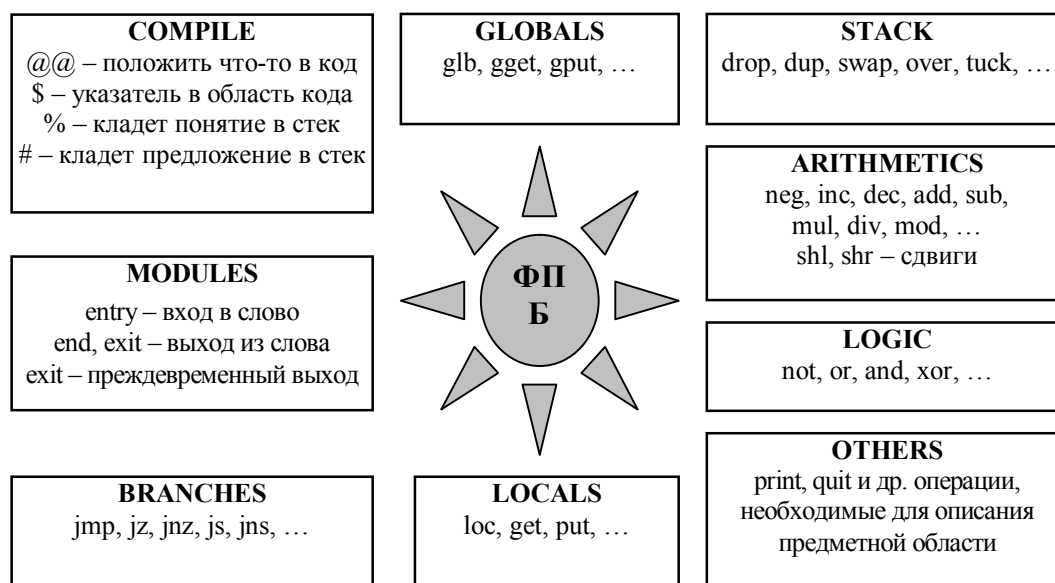 COMPILE
@@ – положить что-то в код
$ – указатель в область кода
% – кладет понятие в стек
# – кладет предложение в стек
GLOBALS
glb, gget, gput, …
STACK
drop, dup, swap, over, tuck, …
ARITHMETICS
neg, inc, dec, add, sub,
mul, div, mod, …
shl, shr – сдвиги
MODULES
entry – вход в слово
end, exit – выход из слова
exit – преждевременный выход
ФП
Б
LOGIC
not, or, and, xor, …
BRANCHES
jmp, jz, jnz, js, jns, …
LOCALS
loc, get, put, …
OTHERS
print, quit и др. операции,
необходимые для описания
предметной области